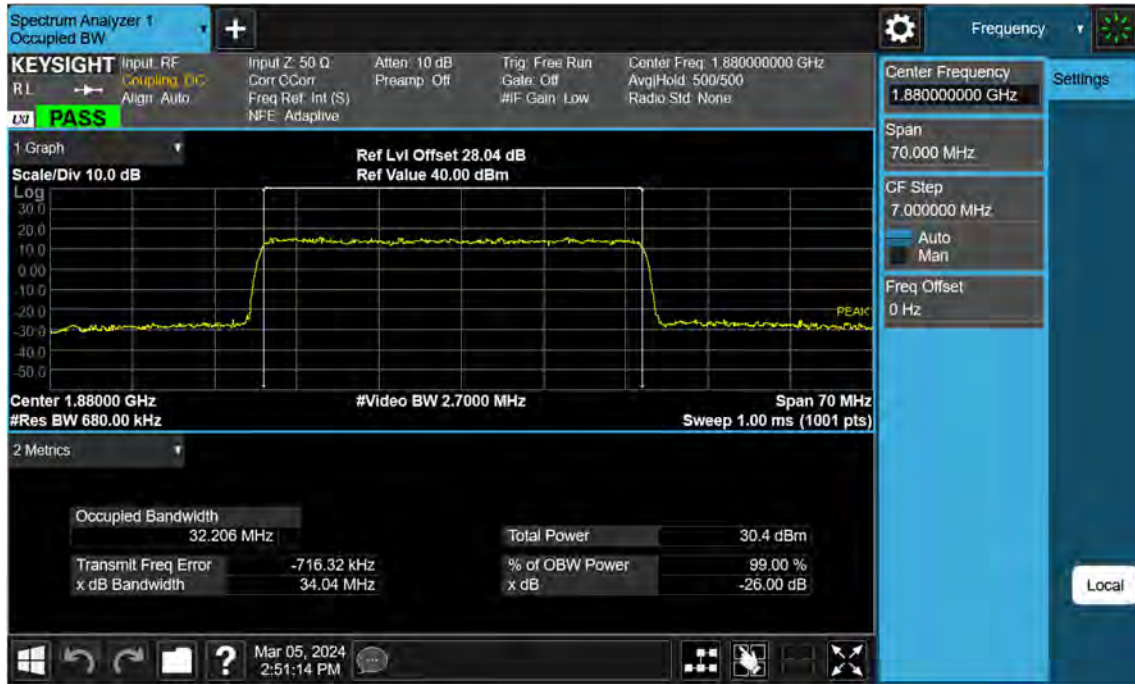 Spectrum Analyzer 1
Occupied BW
+
Frequency
KEYSIGHT
Input: RF
Input Z: 50 Ω
Atten: 10 dB
Trig: Free Run
Center Freq: 1.880000000 GHz
R L
Coupling: DC
Corr CCorr
Preamp: Off
Gate: Off
Avg|Hold: 500/500
Align: Auto
Freq Ref: Int (S)
#IF Gain: Low
Radio Std: None
LXI
PASS
NFE: Adaptive
1 Graph
Ref Lvl Offset 28.04 dB
Scale/Div 10.0 dB
Ref Value 40.00 dBm
Log
30.0
20.0
10.0
0.00
-10.0
-20.0
-30.0
-40.0
-50.0
PEAK
Center 1.88000 GHz
#Video BW 2.7000 MHz
Span 70 MHz
#Res BW 680.00 kHz
Sweep 1.00 ms (1001 pts)
2 Metrics
Occupied Bandwidth
32.206 MHz
Total Power
30.4 dBm
Transmit Freq Error
-716.32 kHz
% of OBW Power
99.00 %
x dB Bandwidth
34.04 MHz
x dB
-26.00 dB
Center Frequency
1.880000000 GHz
Settings
Span
70.000 MHz
CF Step
7.000000 MHz
Auto
Man
Freq Offset
0 Hz
Local
?
Mar 05, 2024
2:51:14 PM